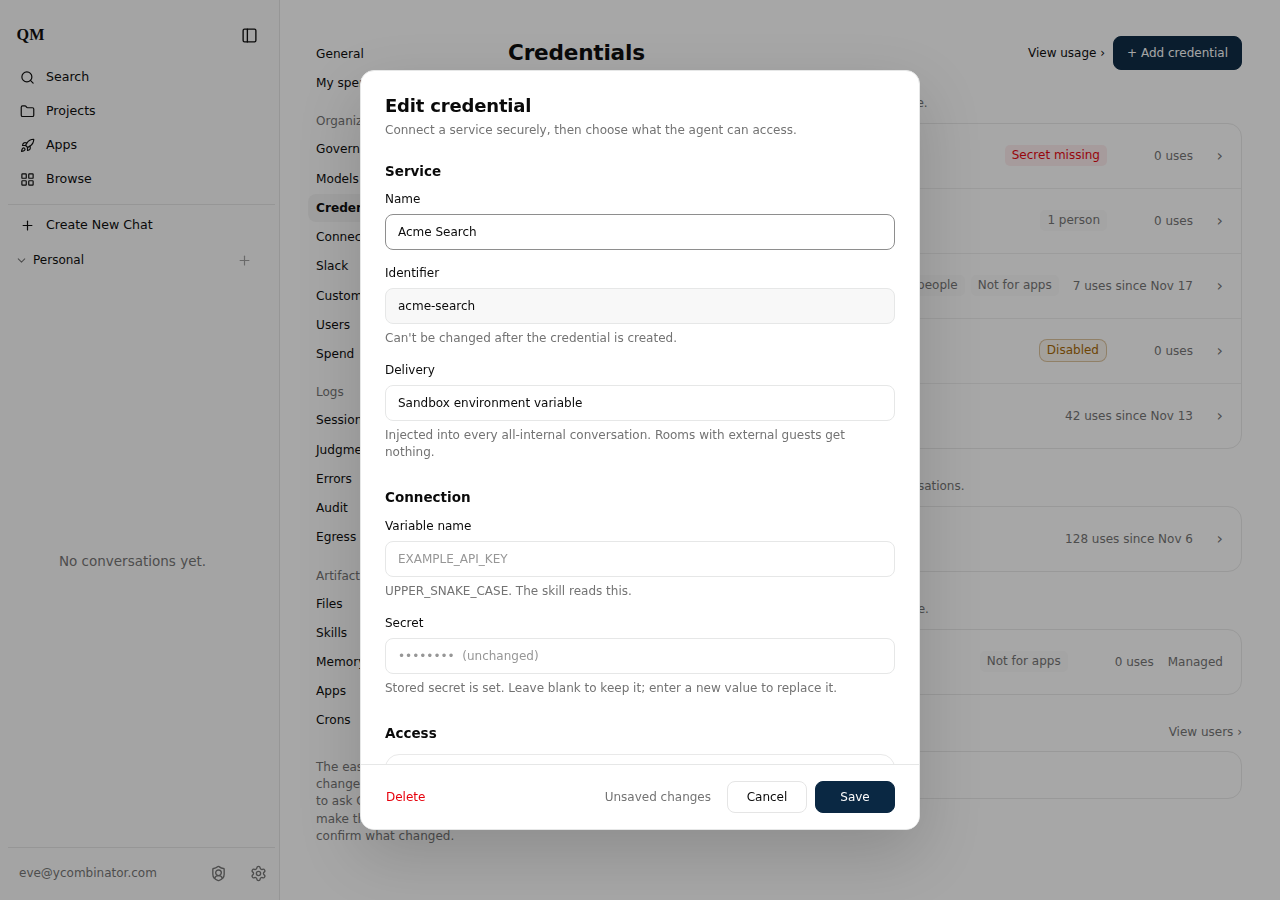 QM
Search
Projects
Apps
Browse
Create New Chat
Personal
No conversations yet.
eve@ycombinator.com
General
My spe
Organiz
Govern
Models
Creden
Connec
Slack
Custom
Users
Spend
Logs
Session
Judgme
Errors
Audit
Egress
Artifact
Files
Skills
Memory
Apps
Crons
The eas
change
to ask
make th
confirm what changed.
Credentials
View usage ›
+ Add credential
e.
Secret missing
0 uses
1 person
0 uses
people
Not for apps
7 uses since Nov 17
Disabled
0 uses
42 uses since Nov 13
sations.
128 uses since Nov 6
e.
Not for apps
0 uses
Managed
View users ›
Edit credential
Connect a service securely, then choose what the agent can access.
Service
Name
Acme Search
Identifier
acme-search
Can't be changed after the credential is created.
Delivery
Sandbox environment variable
Injected into every all-internal conversation. Rooms with external guests get
nothing.
Connection
Variable name
EXAMPLE_API_KEY
UPPER_SNAKE_CASE. The skill reads this.
Secret
•••••••• (unchanged)
Stored secret is set. Leave blank to keep it; enter a new value to replace it.
Access
Delete
Unsaved changes
Cancel
Save